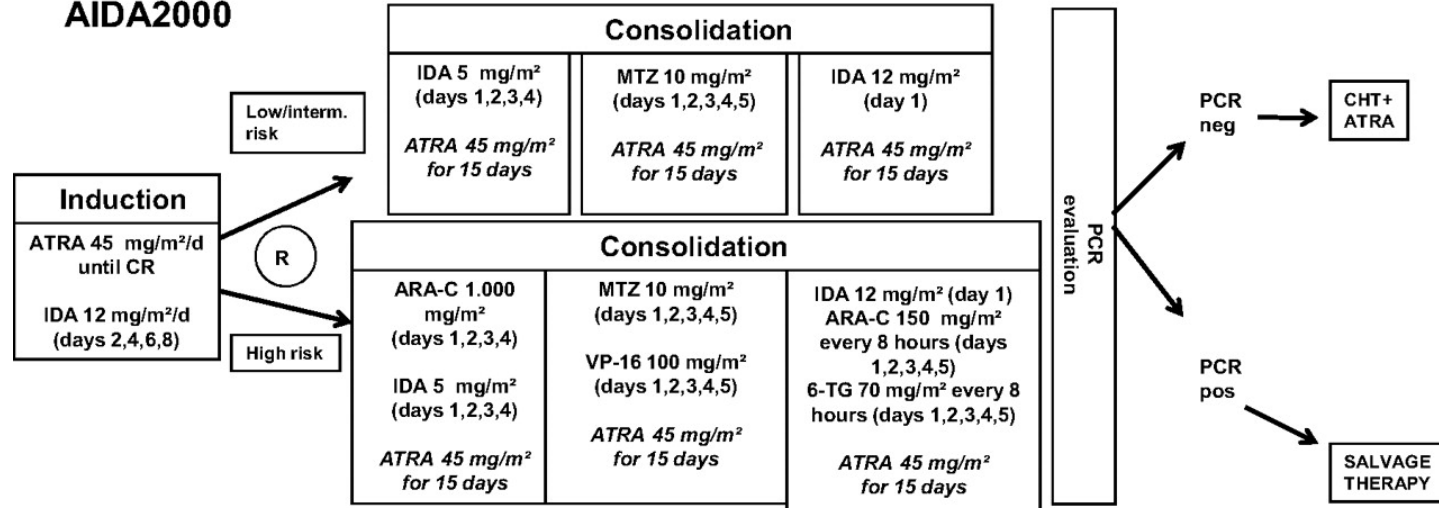 AIDA2000
Induction
ATRA 45 mg/m²/d
until CR
IDA 12 mg/m²/d
(days 2,4,6,8)
Low/interm.
risk
R
High risk
Consolidation
IDA 5 mg/m²
(days 1,2,3,4)
ATRA 45 mg/m²
for 15 days
MTZ 10 mg/m²
(days 1,2,3,4,5)
ATRA 45 mg/m²
for 15 days
IDA 12 mg/m²
(day 1)
ATRA 45 mg/m²
for 15 days
Consolidation
ARA-C 1.000
mg/m²
(days 1,2,3,4)
IDA 5 mg/m²
(days 1,2,3,4)
ATRA 45 mg/m²
for 15 days
MTZ 10 mg/m²
(days 1,2,3,4,5)
VP-16 100 mg/m²
(days 1,2,3,4,5)
ATRA 45 mg/m²
for 15 days
IDA 12 mg/m² (day 1)
ARA-C 150 mg/m²
every 8 hours (days
1,2,3,4,5)
6-TG 70 mg/m² every 8
hours (days 1,2,3,4,5)
ATRA 45 mg/m²
for 15 days
PCR
evaluation
PCR
neg
CHT+
ATRA
PCR
pos
SALVAGE
THERAPY